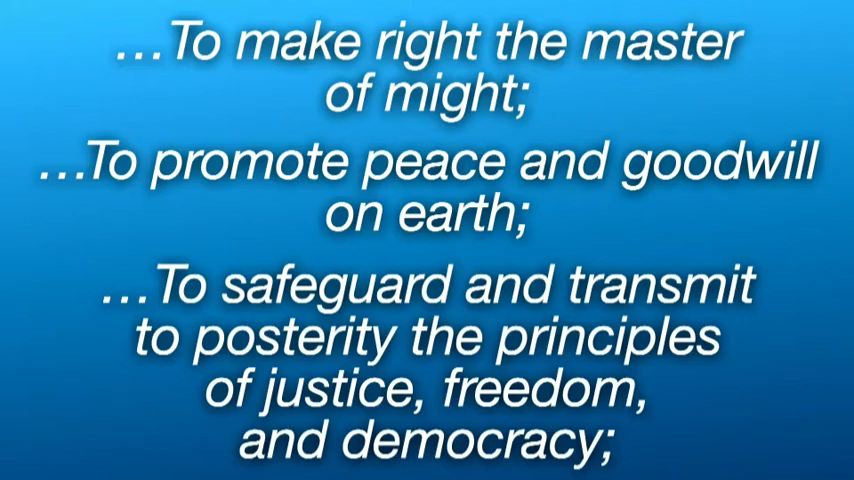 …To make right the master
of might;
…To promote peace and goodwill
on earth;
…To safeguard and transmit
to posterity the principles
of justice, freedom,
and democracy;